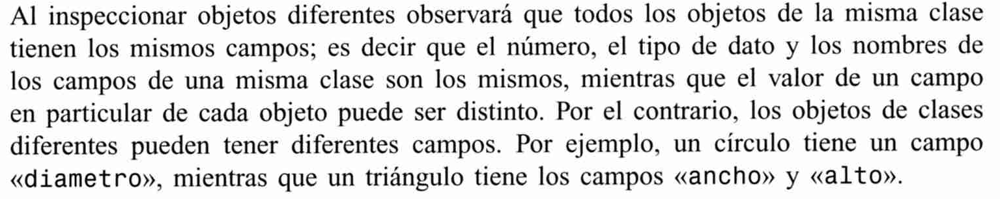 Al inspeccionar objetos diferentes observará que todos los objetos de la misma clase
tienen los mismos campos; es decir que el número, el tipo de dato y los nombres de
los campos de una misma clase son los mismos, mientras que el valor de un campo
en particular de cada objeto puede ser distinto. Por el contrario, los objetos de clases
diferentes pueden tener diferentes campos. Por ejemplo, un círculo tiene un campo
«diametro», mientras que un triángulo tiene los campos «ancho» y «alto».